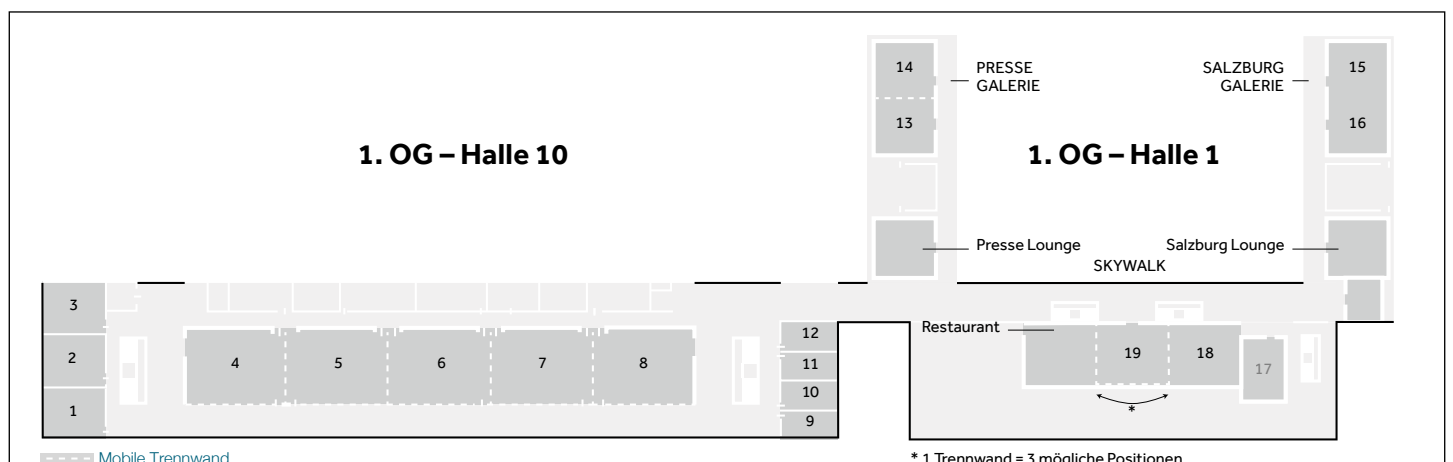 14
PRESSE
GALERIE
SALZBURG
GALERIE
15
13
16
1. OG – Halle 10
1. OG – Halle 1
Presse Lounge
Salzburg Lounge
SKYWALK
3
2
1
4
5
6
7
8
12
11
10
9
Restaurant
19
18
17
*
Mobile Trennwand
* 1 Trennwand = 3 mögliche Positionen